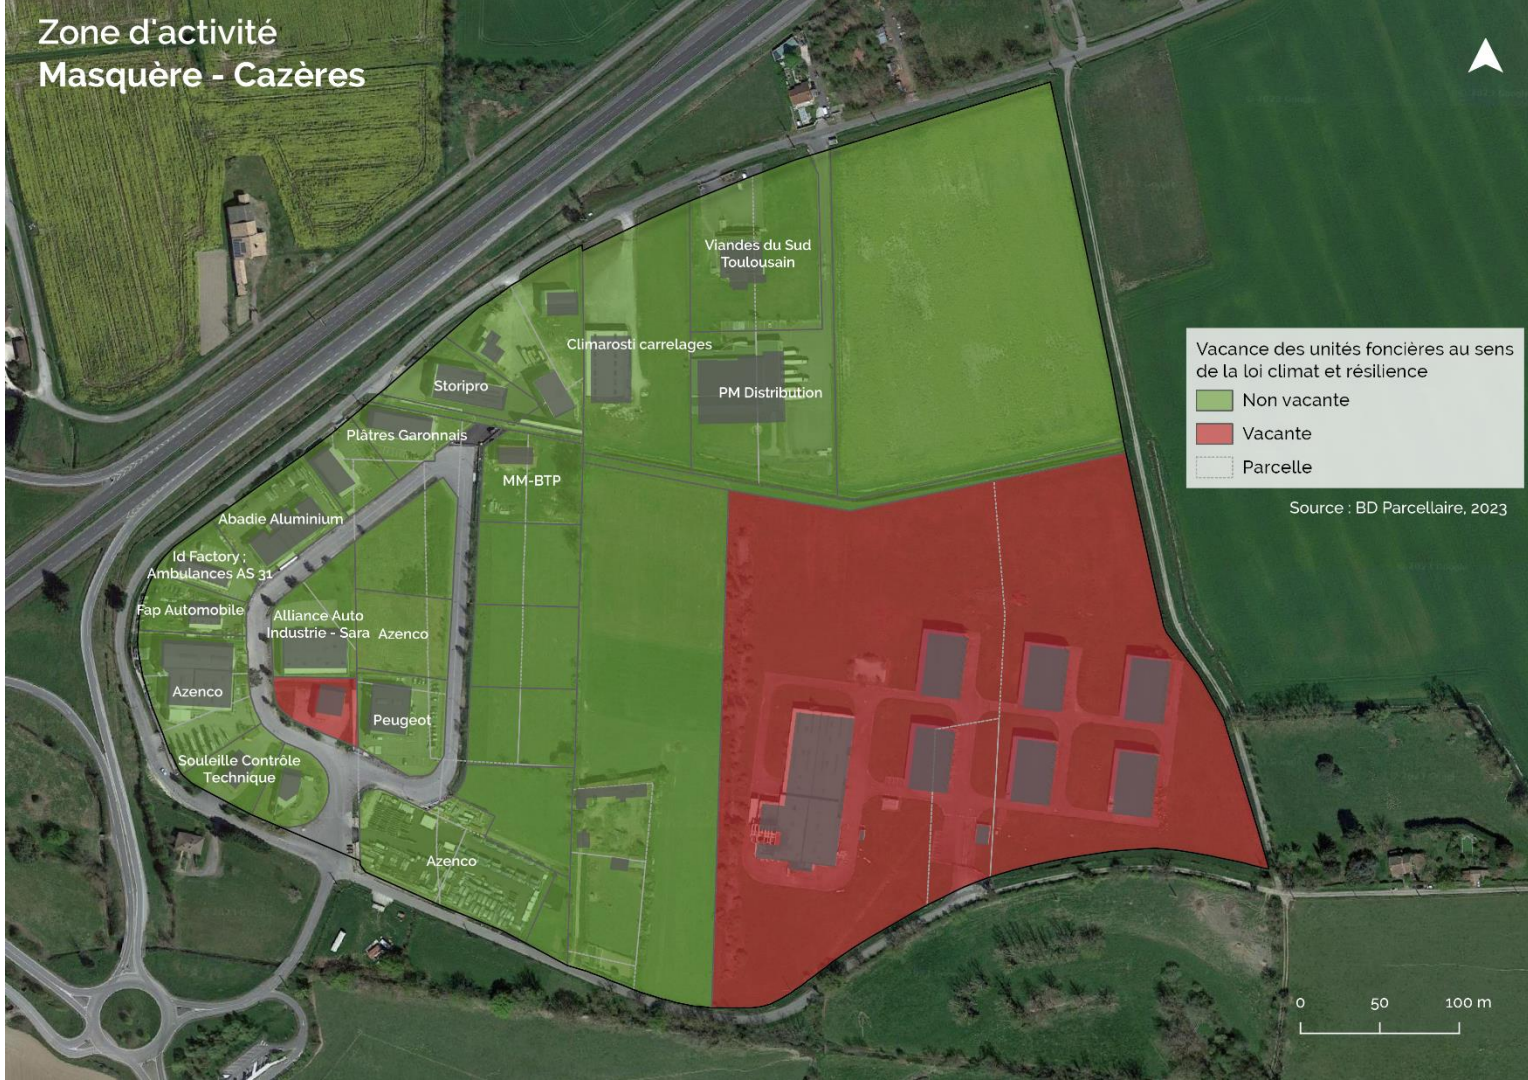 Zone d'activité
Masquère - Cazères
Viandes du Sud
Toulousain
Climarosti carrelages
Storipro
PM Distribution
Plâtres Garonnais
MM-BTP
Abadie Aluminium
Id Factory ;
Ambulances AS 31
Fap Automobile
Alliance Auto
Industrie - Sara
Azenco
Azenco
Peugeot
Souleille Contrôle
Technique
Azenco
Vacance des unités foncières au sens
de la loi climat et résilience
Non vacante
Vacante
Parcelle
Source : BD Parcellaire, 2023
0 50 100 m